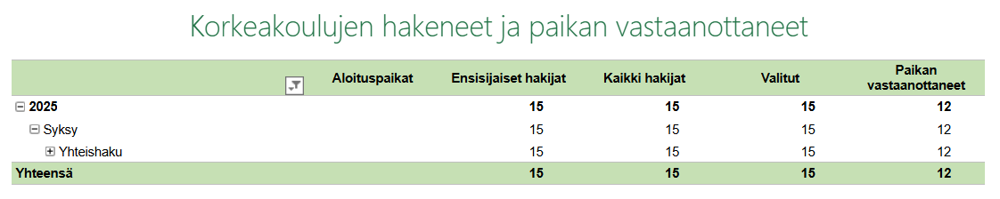 Korkeakoulujen hakeneet ja paikan vastaanottaneet
Aloituspaikat Ensisijaiset hakijat Kaikki hakijat Valitut Paikan vastaanottaneet
2025 15 15 15 12
Syksy 15 15 15 12
Yhteishaku 15 15 15 12
Yhteensä 15 15 15 12